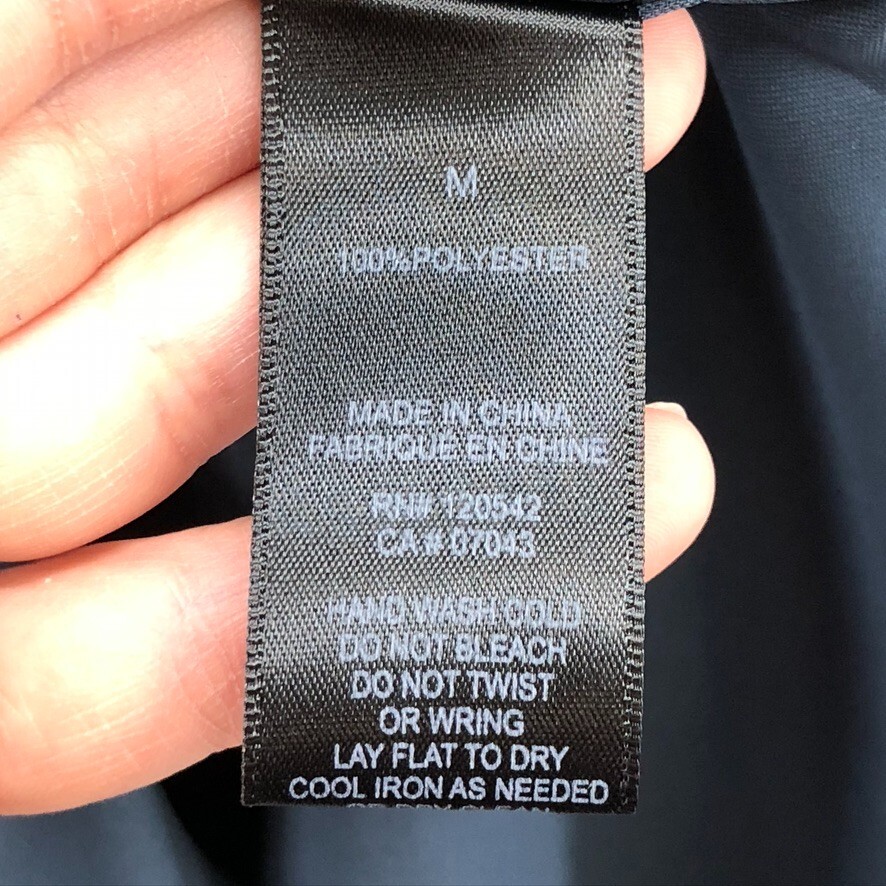 M
100%POLYESTER
MADE IN CHINA
FABRIQUE EN CHINE
RN# 120542
CA# 07043
HAND WASH COLD
DO NOT BLEACH
DO NOT TWIST
OR WRING
LAY FLAT TO DRY
COOL IRON AS NEEDED